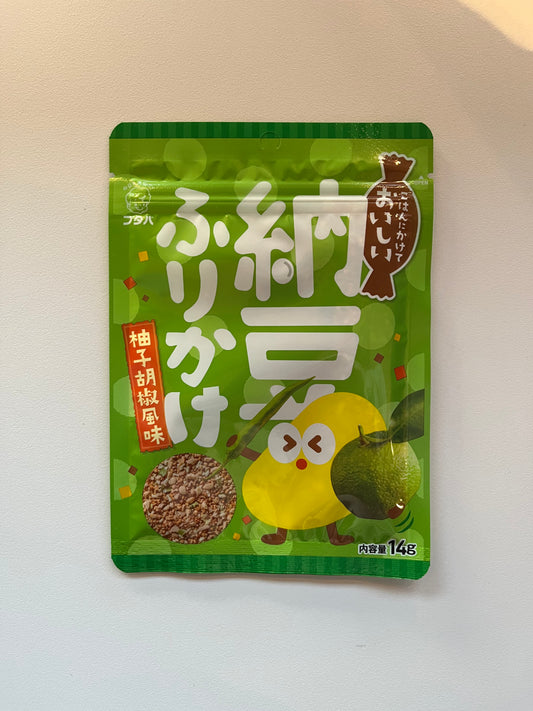 フタバ
ごはんにかけて
おいしい
OPEN
納豆
ふりかけ
柚子胡椒風味
内容量14g